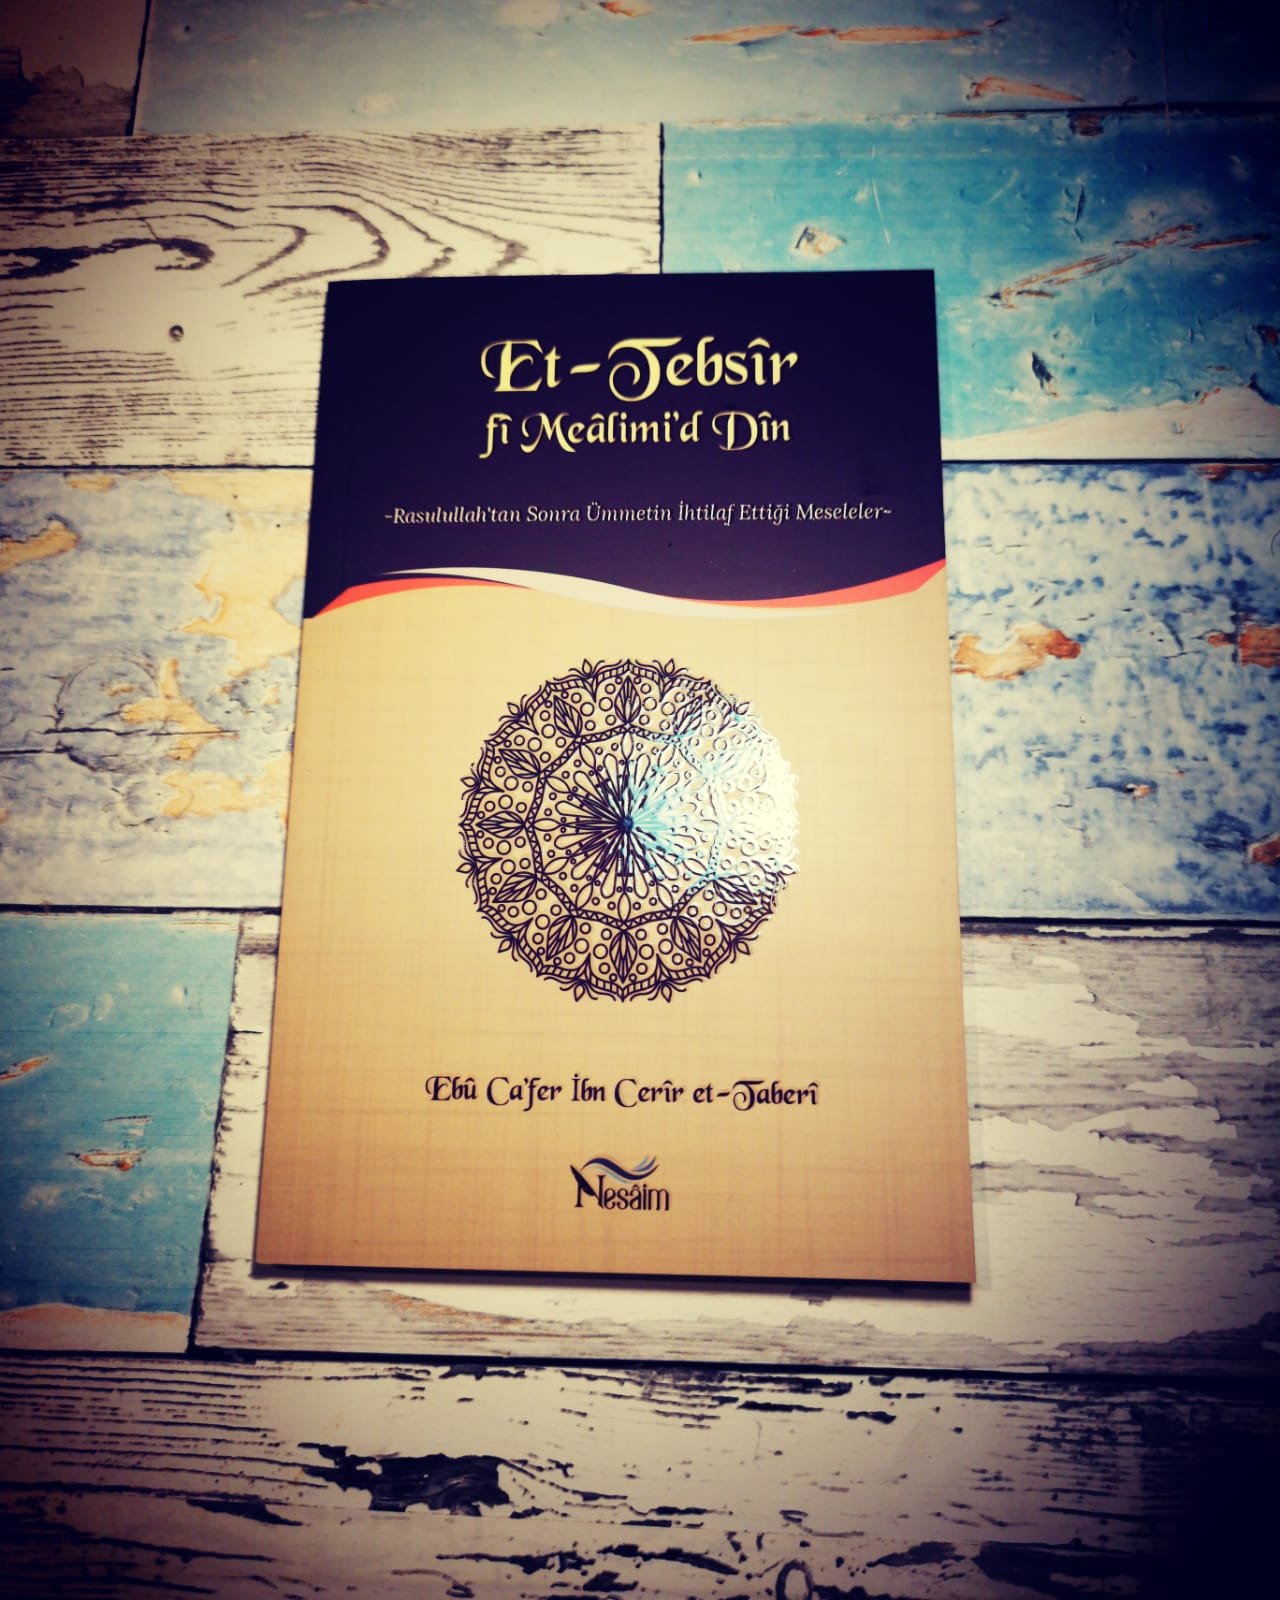 Et-Tebsîr
fî Meâlimi'd Dîn
-Rasulullah'tan Sonra Ümmetin İhtilaf Ettiği Meseleler-
Ebû Ca'fer İbn Cerîr et-Taberî
Nesâim